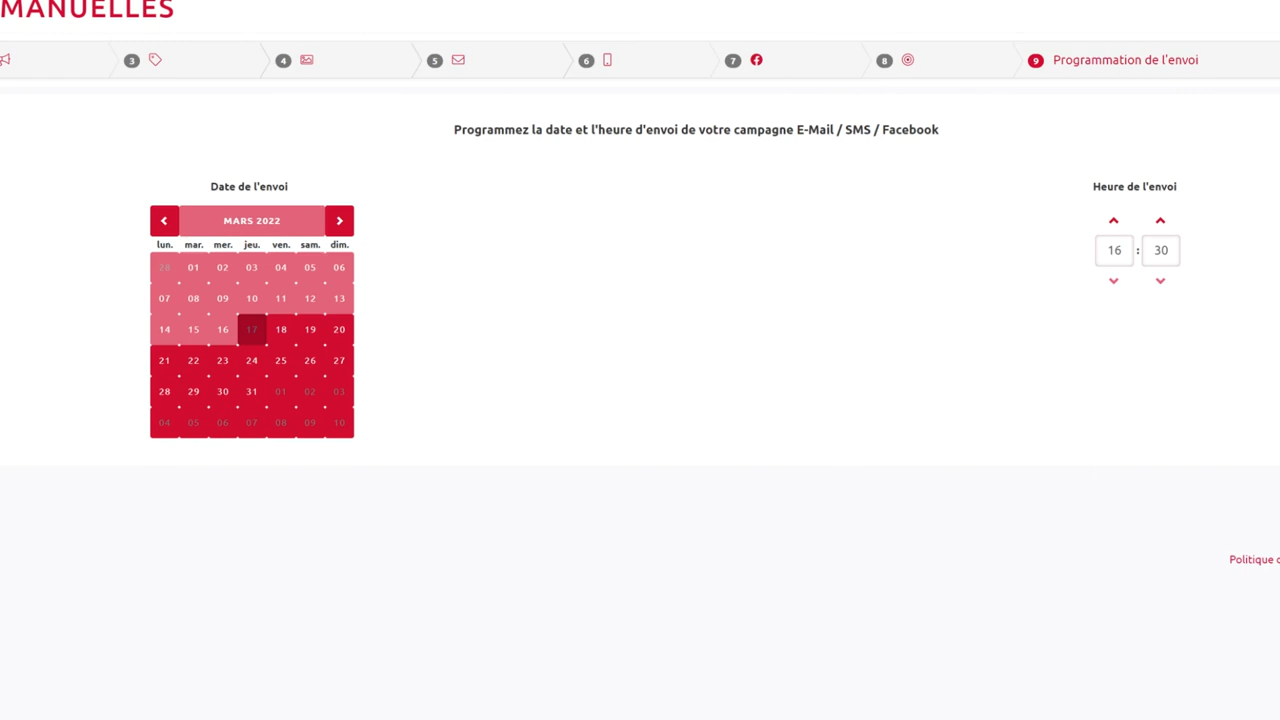 MANUELLES
3 4 5 6 7 8 9 Programmation de l'envoi
Programmez la date et l'heure d'envoi de votre campagne E-Mail / SMS / Facebook
Date de l'envoi
Heure de l'envoi
MARS 2022
lun. mar. mer. jeu. ven. sam. dim.
28 01 02 03 04 05 06
07 08 09 10 11 12 13
14 15 16 17 18 19 20
21 22 23 24 25 26 27
28 29 30 31 01 02 03
04 05 06 07 08 09 10
16 : 30
Politique